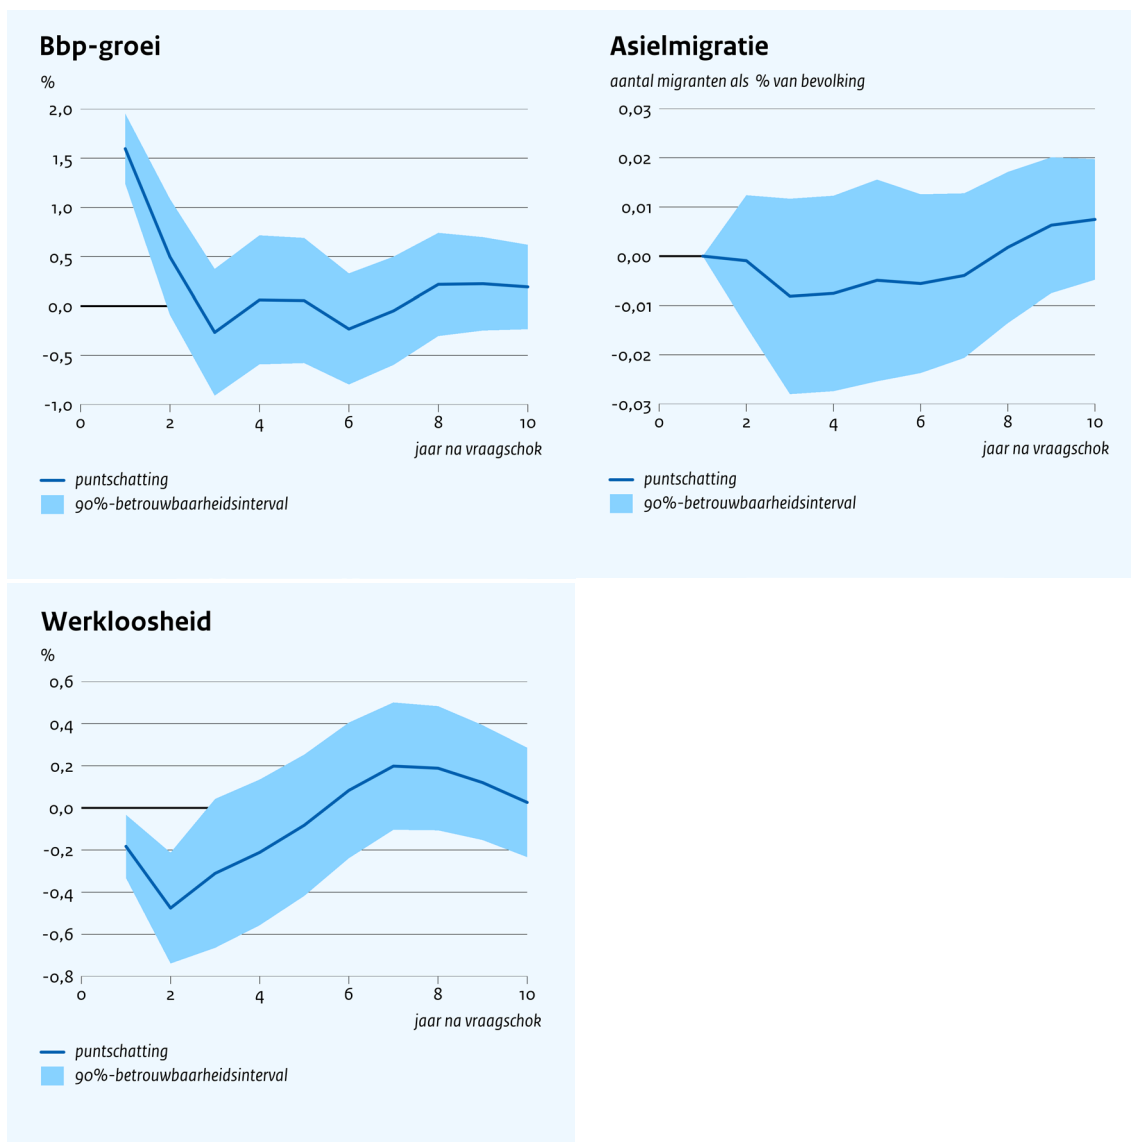 Bbp-groei
%
2,0
1,5
1,0
0,5
0,0
-0,5
-1,0
0 2 4 6 8 10
jaar na vraagschok
puntschatting
90%-betrouwbaarheidsinterval
Asielmigratie
aantal migranten als % van bevolking
0,03
0,02
0,01
0,00
-0,01
-0,02
-0,03
0 2 4 6 8 10
jaar na vraagschok
puntschatting
90%-betrouwbaarheidsinterval
Werkloosheid
%
0,6
0,4
0,2
0,0
-0,2
-0,4
-0,6
-0,8
0 2 4 6 8 10
jaar na vraagschok
puntschatting
90%-betrouwbaarheidsinterval